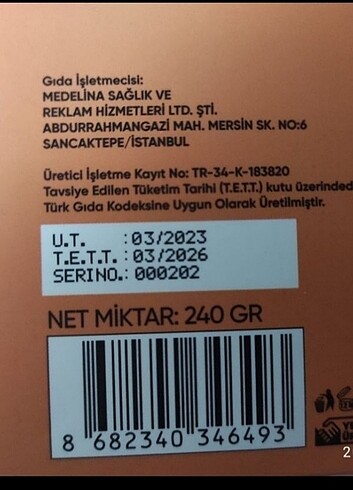 Gıda İşletmecisi:
MEDELİNA SAĞLIK VE
REKLAM HİZMETLERİ LTD. ŞTİ.
ABDURRAHMANGAZİ MAH. MERSİN SK. NO:6
SANCAKTEPE/İSTANBUL
Üretici İşletme Kayıt No: TR-34-K-183820
Tavsiye Edilen Tüketim Tarihi (T.E.T.T.) kutu üzerinded
Türk Gıda Kodeksine Uygun Olarak Üretilmiştir.
U.T. :03/2023
T.E.T.T. :03/2026
SERINO.:000202
NET MİKTAR: 240 GR
8 682340 346493